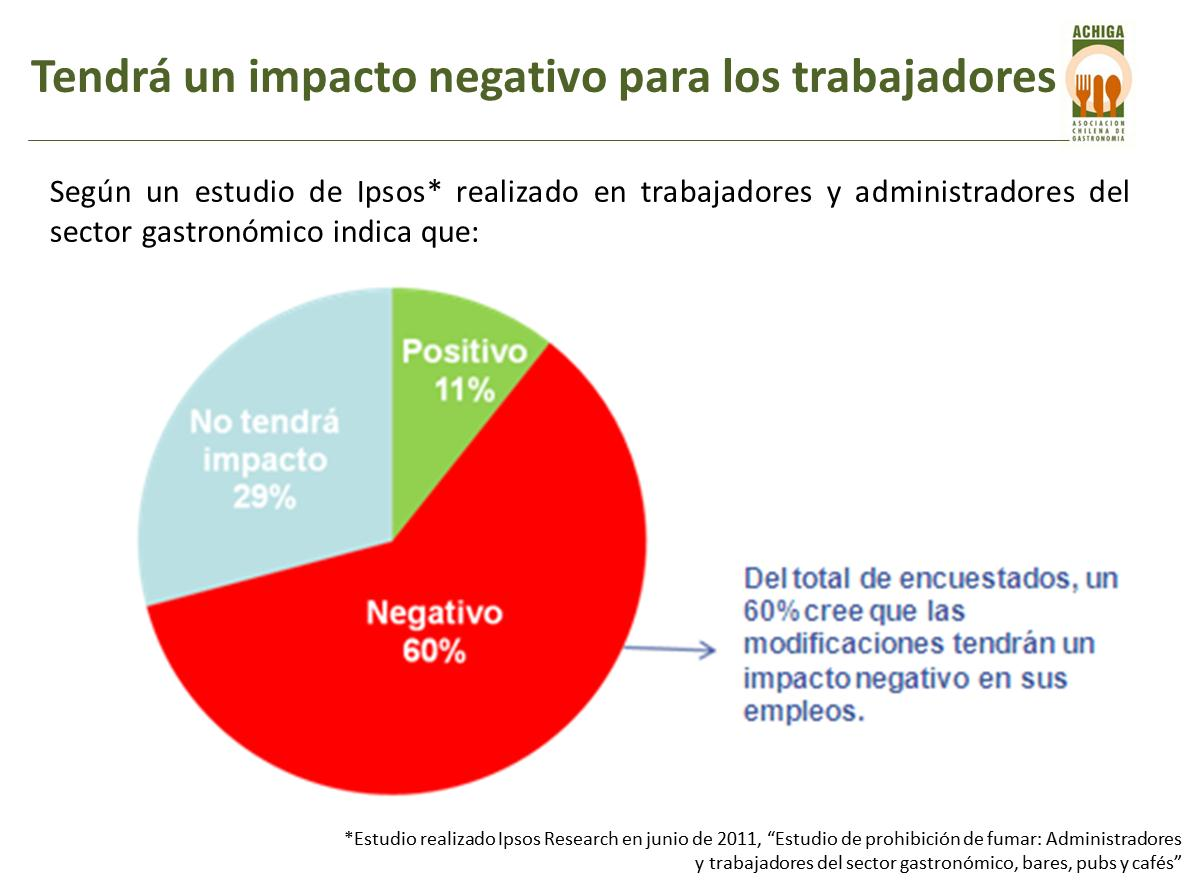 ACHIGA
Tendrá un impacto negativo para los trabajadores
ASOCIACION
CHILENA DE
GASTRONOMIA
Según un estudio de Ipsos* realizado en trabajadores y administradores del
sector gastronómico indica que:
Positivo
11%
No tendrá
impacto
29%
Negativo
60%
Del total de encuestados, un
60% cree que las
modificaciones tendrán un
impacto negativo en sus
empleos.
*Estudio realizado Ipsos Research en junio de 2011, “Estudio de prohibición de fumar: Administradores
y trabajadores del sector gastronómico, bares, pubs y cafés”